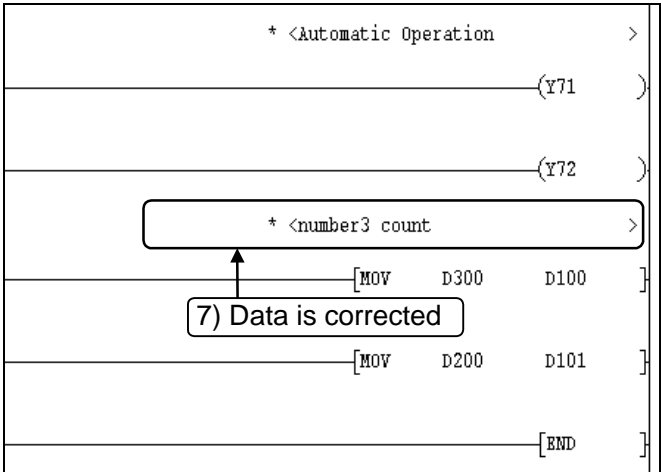 * <Automatic Operation >
(Y71 )
(Y72 )
* <number3 count >
[MOV D300 D100 ]
7) Data is corrected
[MOV D200 D101 ]
[END ]